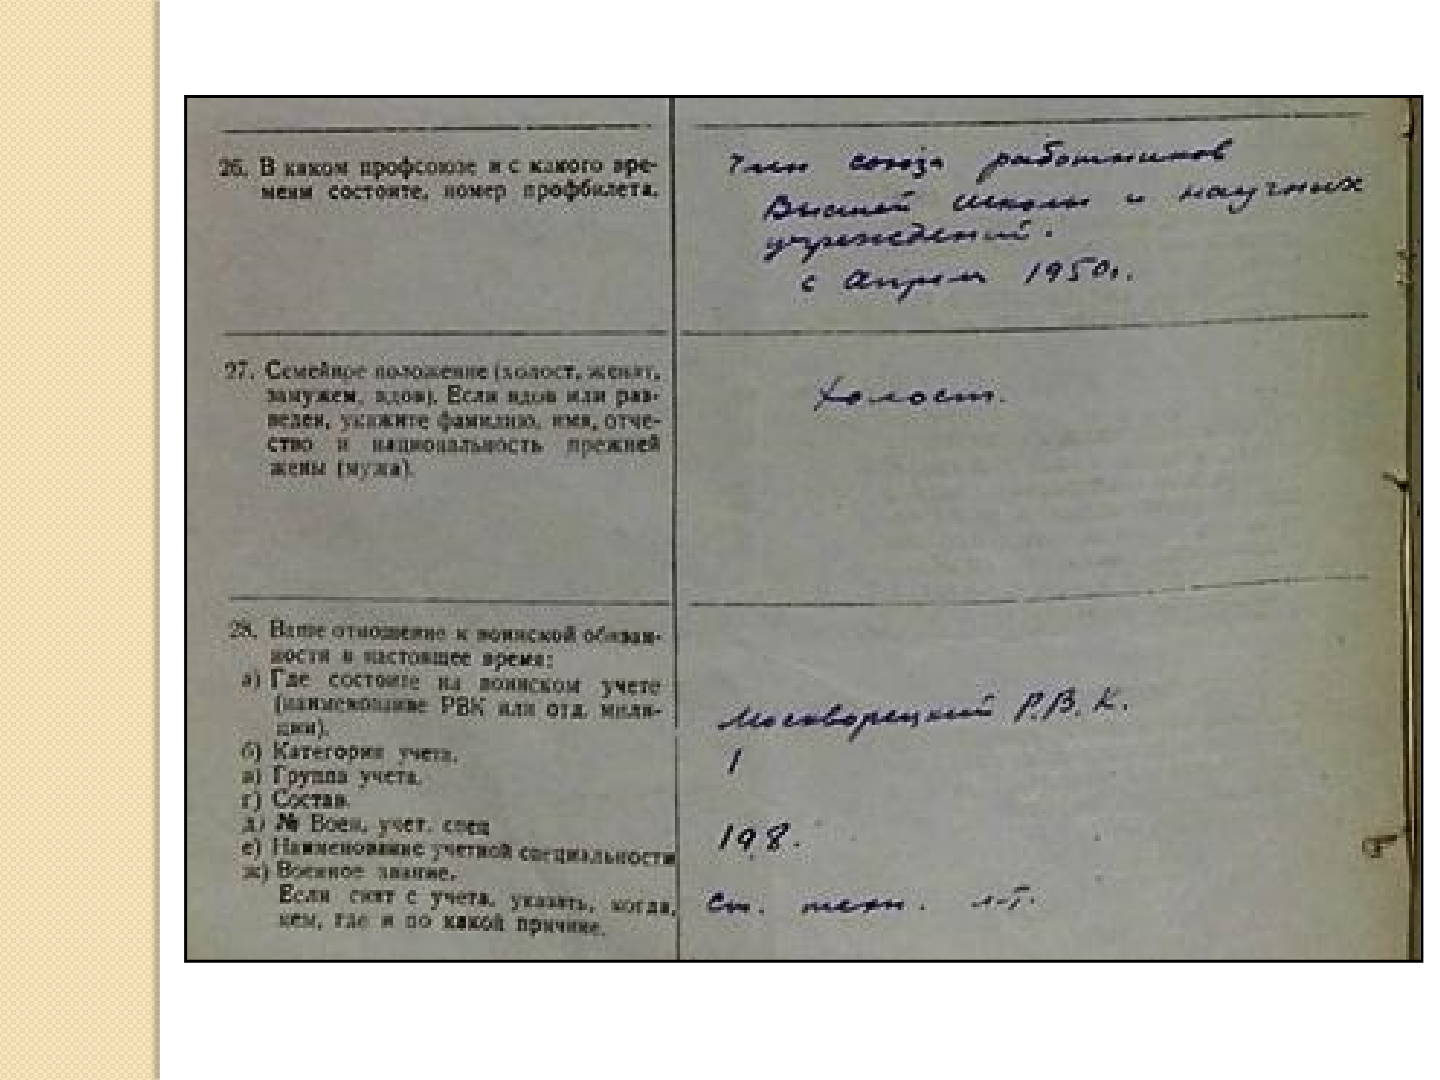 26. В каком профсоюзе и с какого вре-
мени состоите, номер профбилета.
Член союза работников
Высшей Школы и научных
учреждений.
с Апреля 1950г.
27. Семейное положение (холост, женат,
замужем, вдов). Если вдов или раз-
веден, укажите фамилию, имя, отче-
ство и национальность прежней
жены (мужа).
Холост.
28. Ваше отношение к воинской обязан-
ности в настоящее время:
а) Где состоите на воинском учете
(наименование РВК или отд. мили-
ции).
Москворецкий Р.В.К.
б) Категория учета.
1
в) Группа учета.
г) Состав.
д) № Воен. учет. спец
198.
е) Наименование учетной специальности
ж) Военное звание.
Если снят с учета, указать, когда,
кем, где и по какой причине.
ст. техн. л-т.